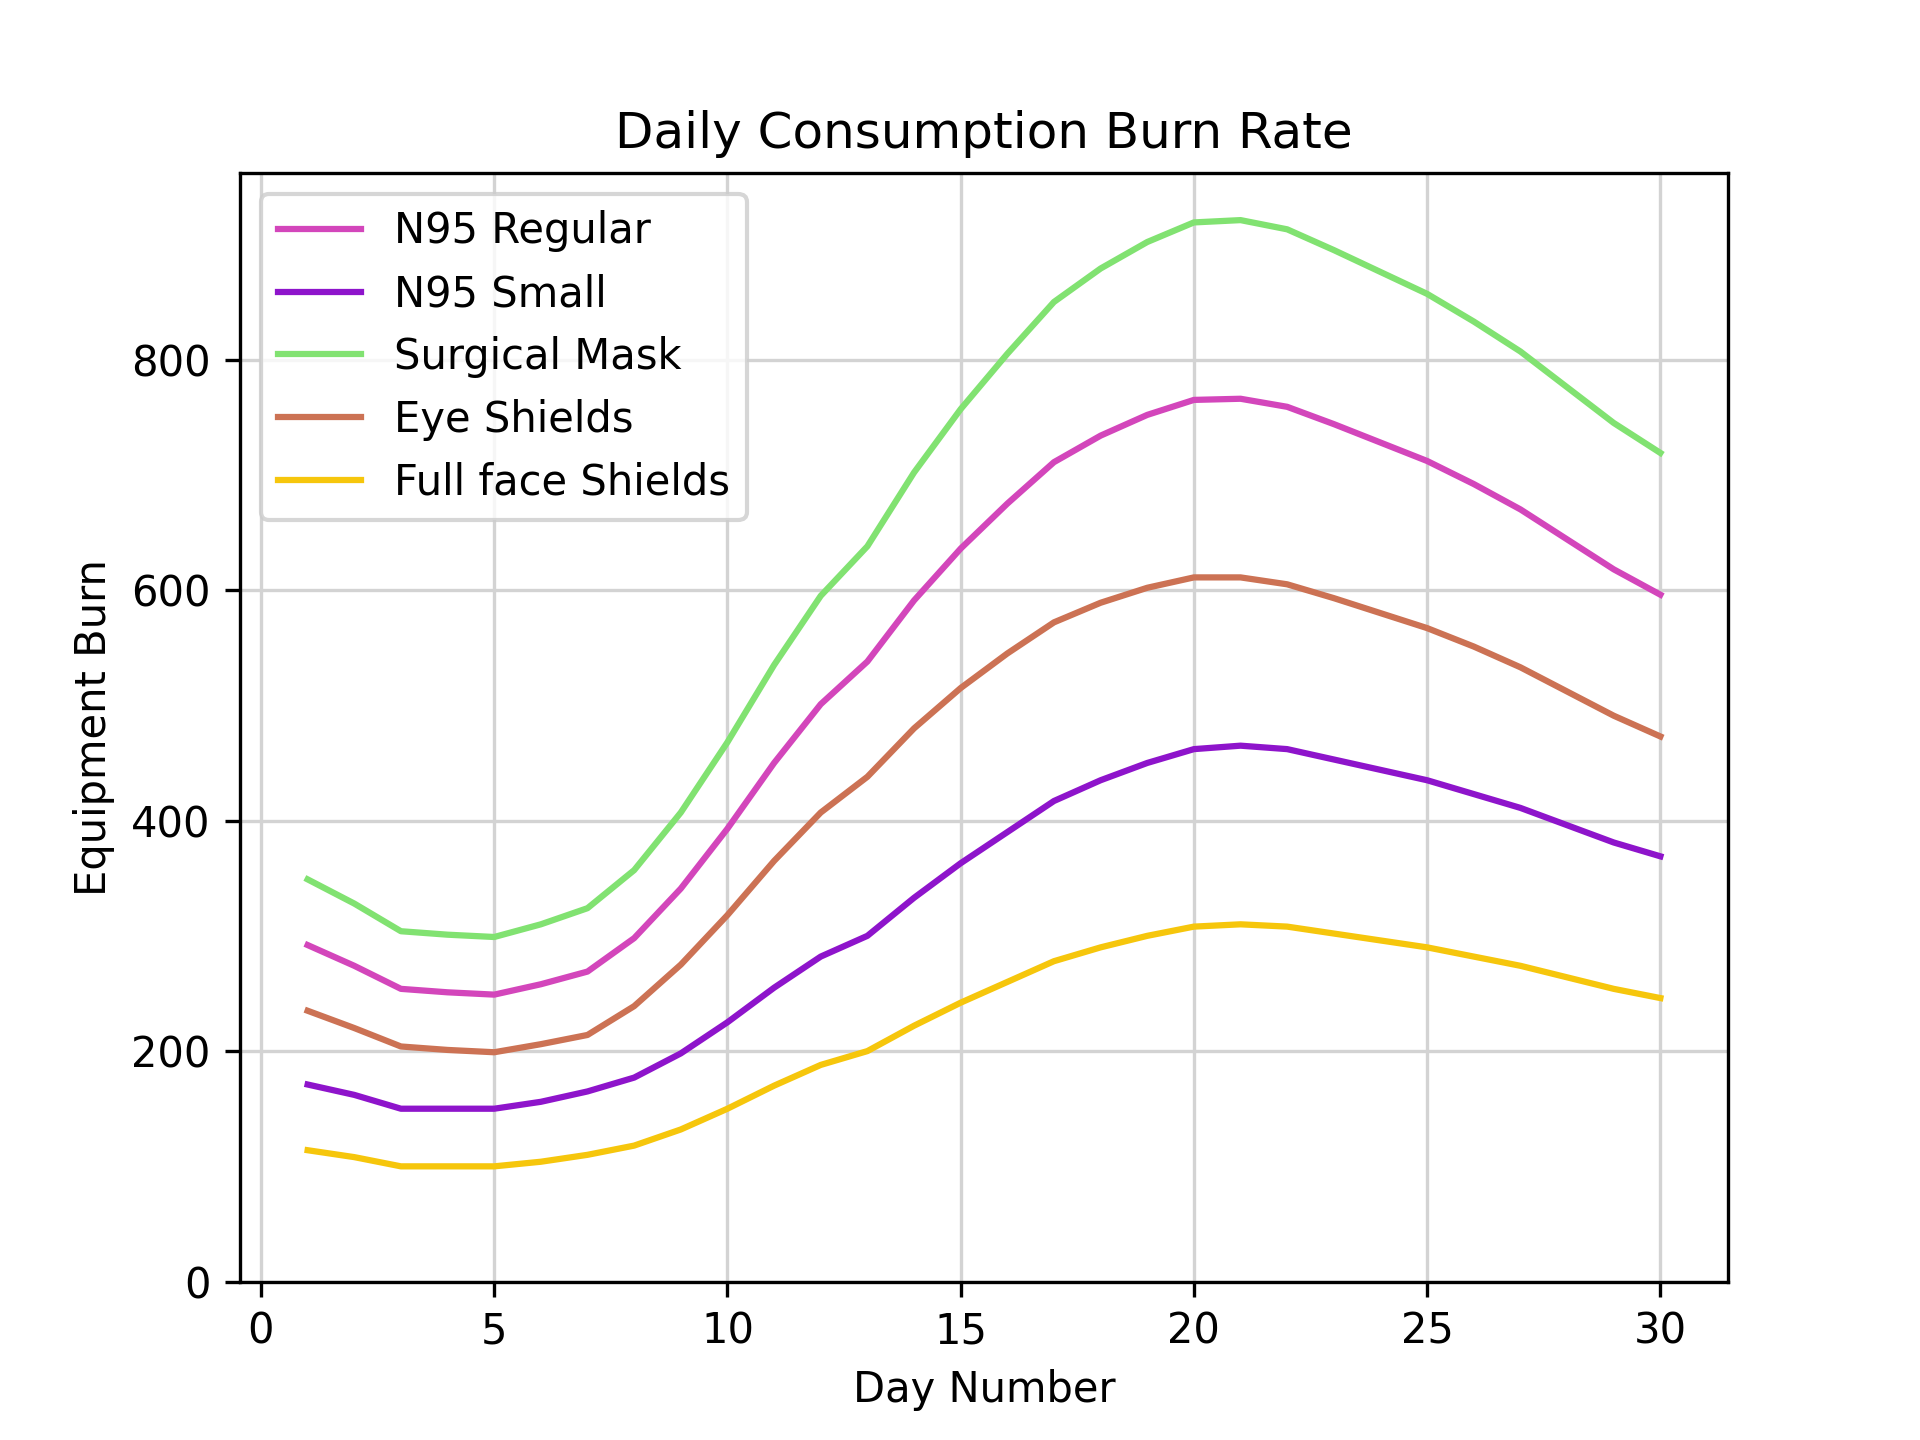 Daily Consumption Burn Rate
N95 Regular
N95 Small
Surgical Mask
Eye Shields
Full face Shields
Equipment Burn
800
600
400
200
0
0 5 10 15 20 25 30
Day Number